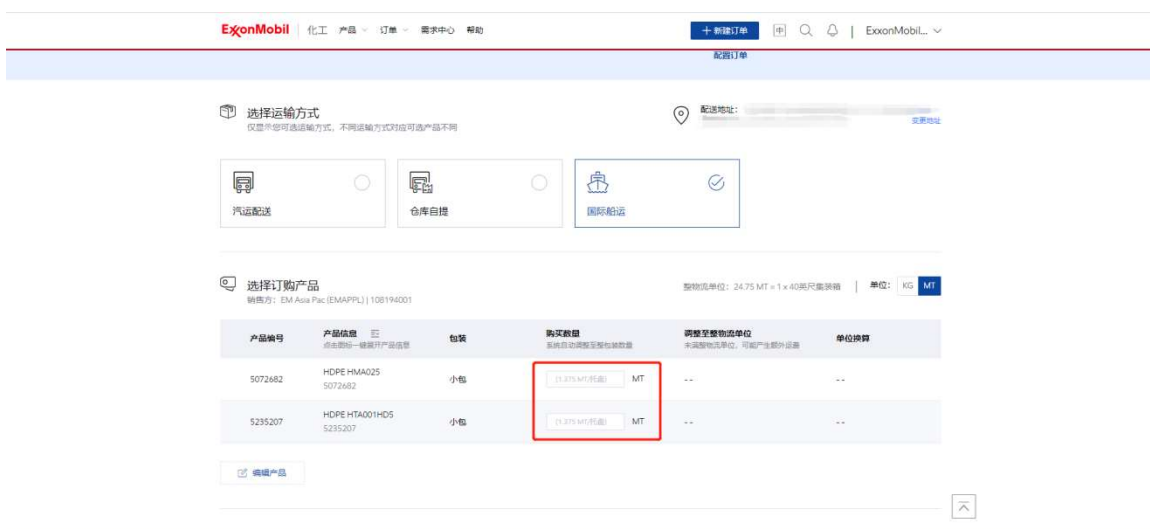 ExxonMobil 化工 产品 订单 需求中心 帮助 + 新建订单 中 ExxonMobil...
配置订单
选择运输方式
仅显示您可选运输方式，不同运输方式对应可选产品不同
配送地址：
变更地址
汽运配送 仓库自提 国际船运
选择订购产品
销售方：EM Asia Pac (EMAPPL) | 108194001
整物流单位：24.75 MT = 1 x 40英尺集装箱 | 单位： KG MT
产品编号 产品信息 包装 购买数量 调整至整物流单位 单位换算
点击图标一键展开产品信息 系统自动调整至整包装数量 未满整物流单位，可能产生额外运费
5072682 HDPE HMA025 小包 (1.375 MT/托盘) MT -- --
5072682
5235207 HDPE HTA001HD5 小包 (1.375 MT/托盘) MT -- --
5235207
编辑产品